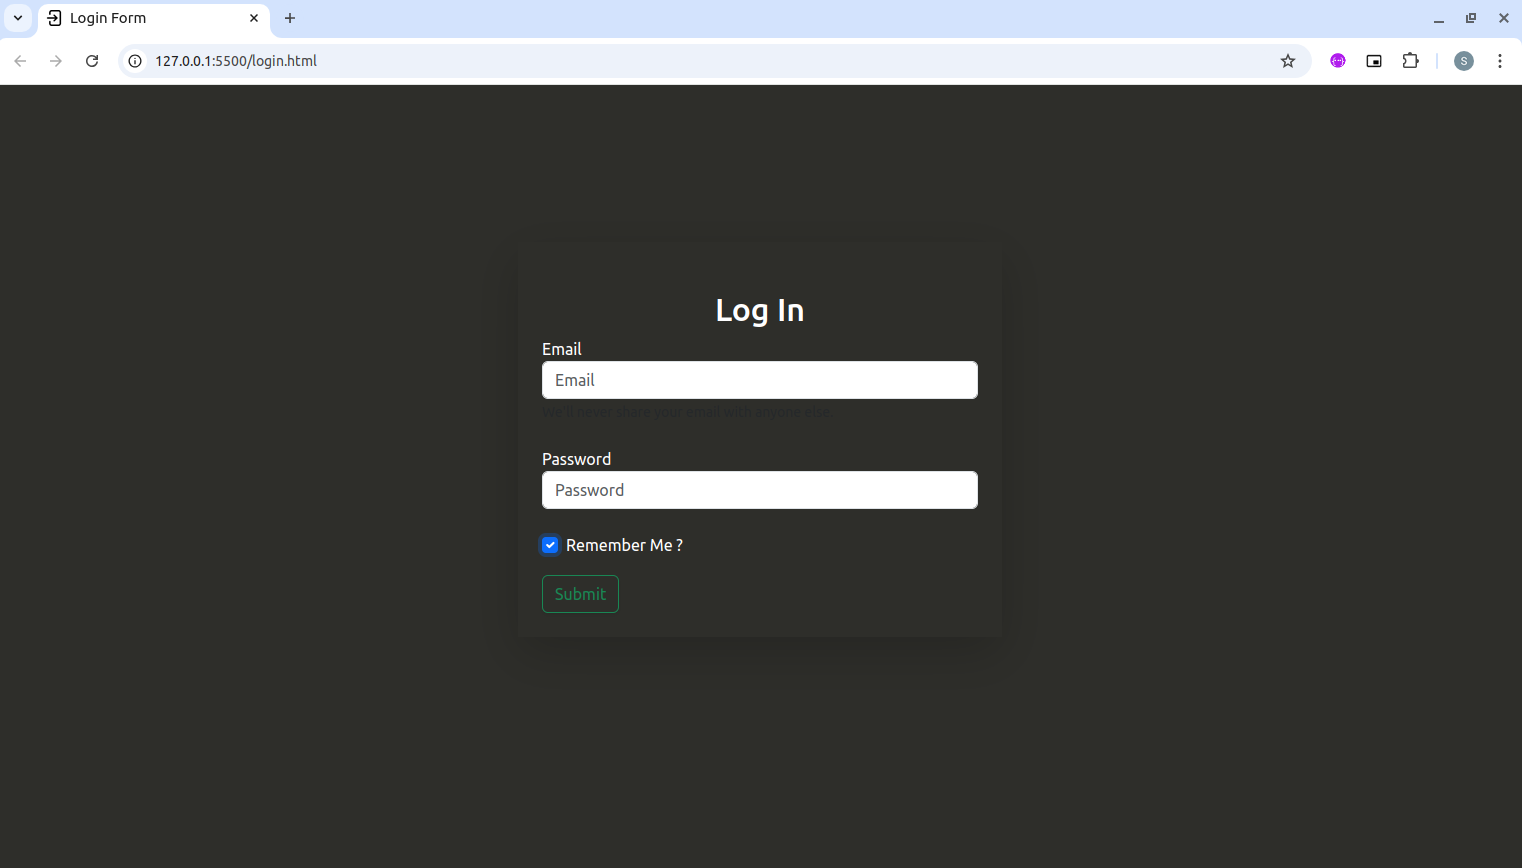 Login Form
127.0.0.1:5500/login.html
S
Log In
Email
Email
We'll never share your email with anyone else.
Password
Password
Remember Me ?
Submit